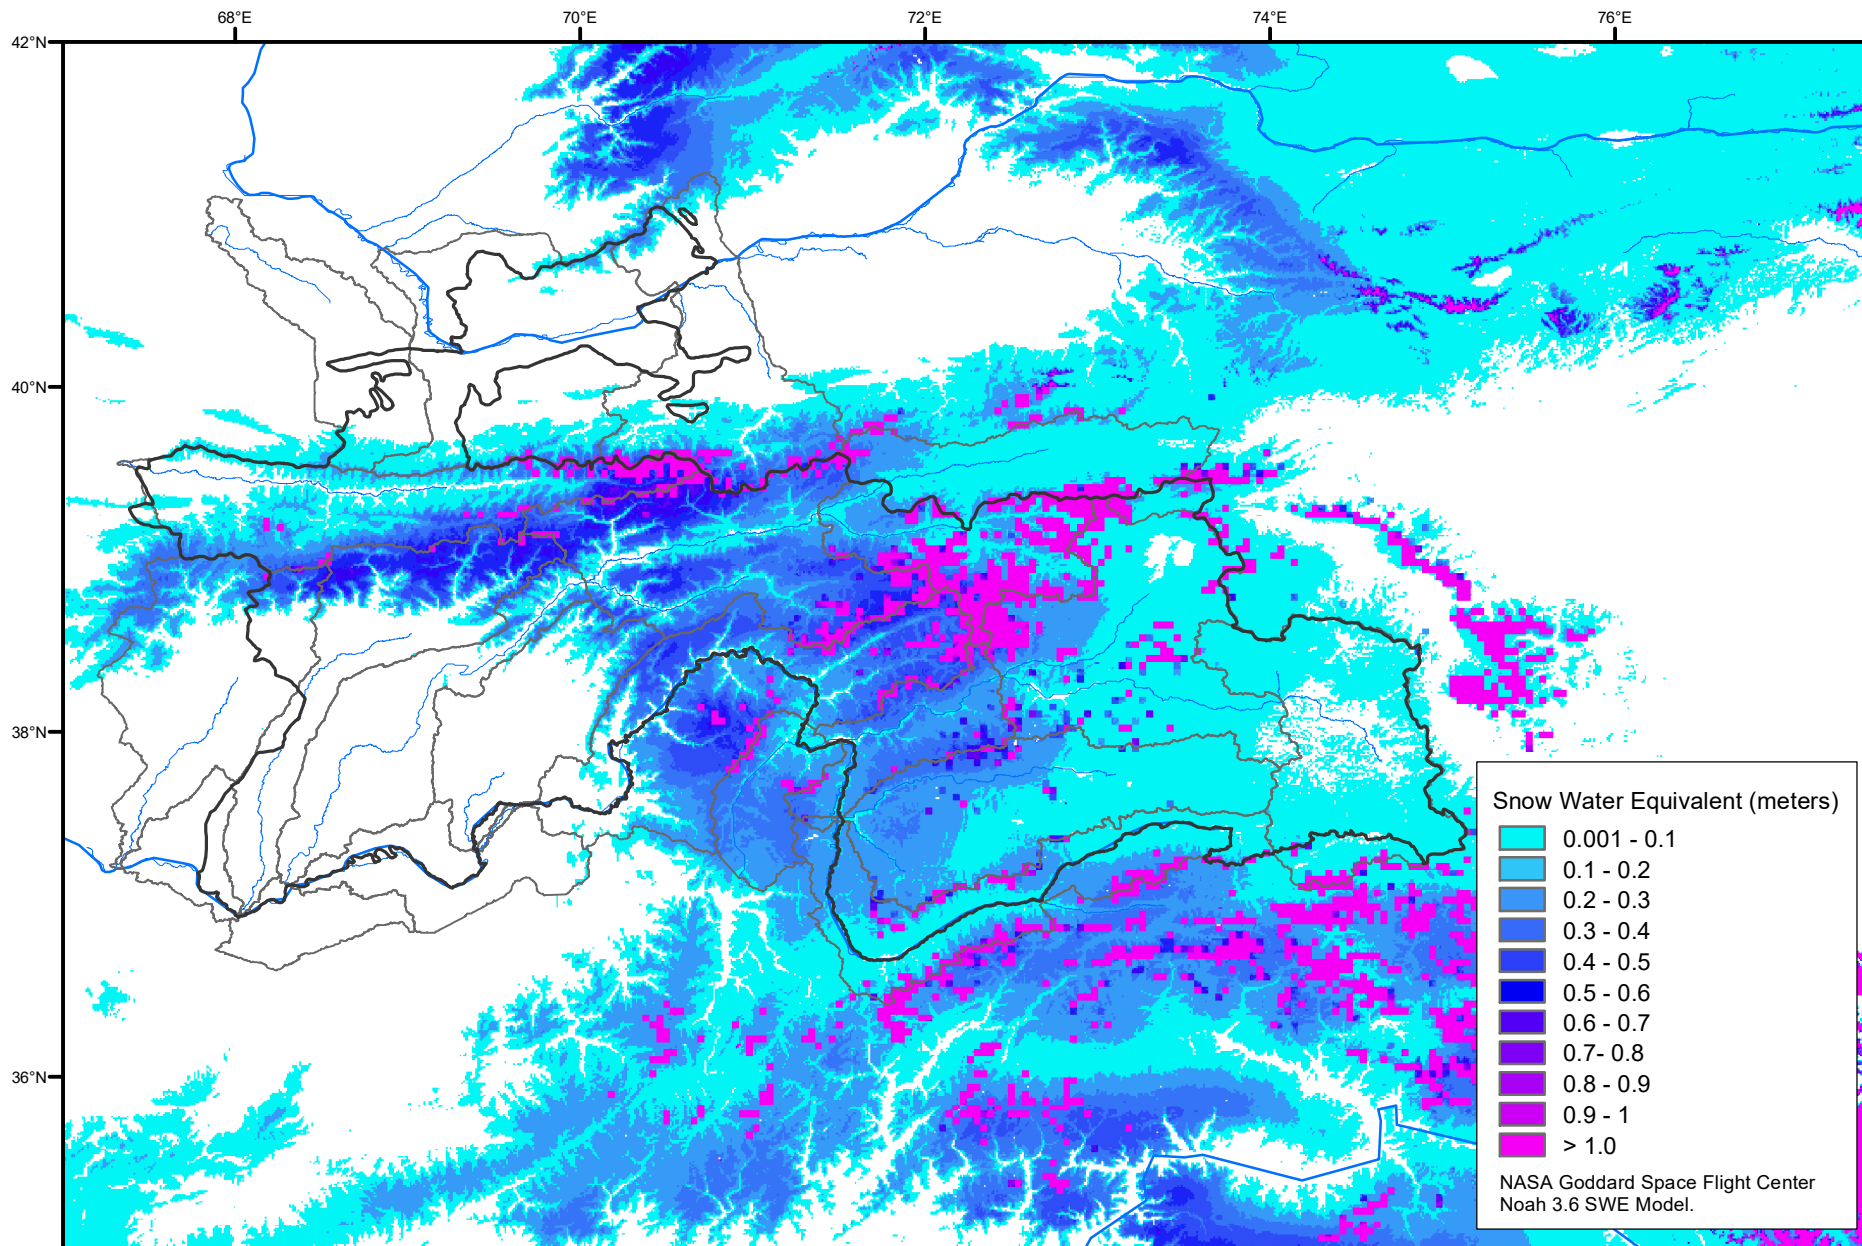 68°E 70°E 72°E 74°E 76°E
42°N
40°N
38°N
36°N
Snow Water Equivalent (meters)
0.001 - 0.1
0.1 - 0.2
0.2 - 0.3
0.3 - 0.4
0.4 - 0.5
0.5 - 0.6
0.6 - 0.7
0.7- 0.8
0.8 - 0.9
0.9 - 1
> 1.0
NASA Goddard Space Flight Center
Noah 3.6 SWE Model.